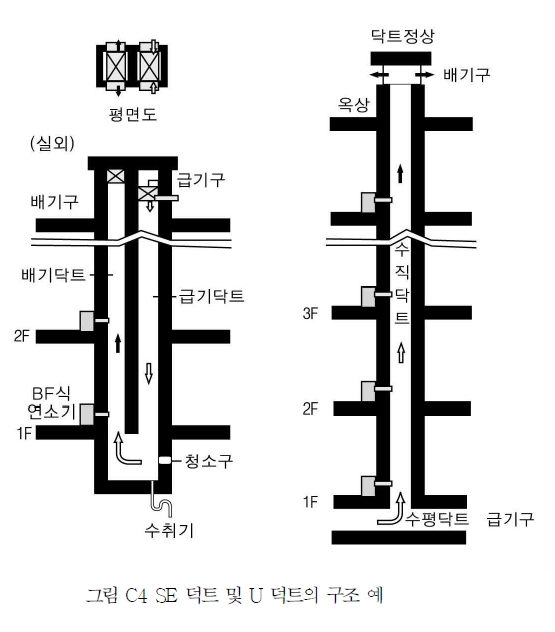 평면도
(실외)
급기구
배기구
배기닥트
급기닥트
2F
BF식
연소기
1F
청소구
수취기
닥트정상
배기구
옥상
수직닥트
3F
2F
1F
수평닥트 급기구
그림 C4 SE 덕트 및 U 덕트의 구조 예